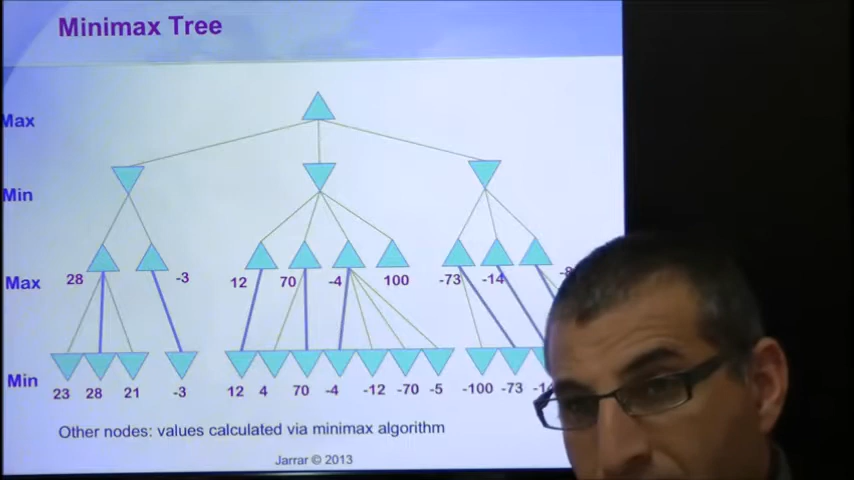 Minimax Tree
Max
Min
Max 28 -3 12 70 -4 100 -73 -14 -8
Min
23 28 21 -3 12 4 70 -4 -12 -70 -5 -100 -73
Other nodes: values calculated via minimax algorithm
Jarrar © 2013